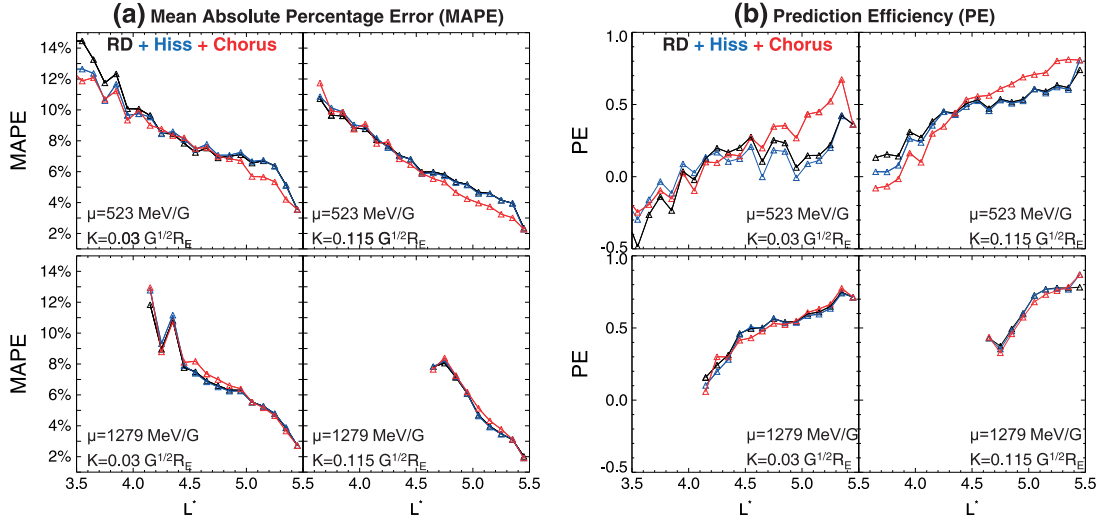 (a) Mean Absolute Percentage Error (MAPE)
RD + Hiss + Chorus
MAPE
14%
12%
10%
8%
6%
4%
2%
μ=523 MeV/G
K=0.03 G1/2RE
μ=523 MeV/G
K=0.115 G1/2RE
MAPE
14%
12%
10%
8%
6%
4%
2%
μ=1279 MeV/G
K=0.03 G1/2RE
μ=1279 MeV/G
K=0.115 G1/2RE
3.5 4.0 4.5 5.0 5.5 4.0 4.5 5.0 5.5
L* L*
(b) Prediction Efficiency (PE)
RD + Hiss + Chorus
PE
1.0
0.5
0.0
-0.5
μ=523 MeV/G
K=0.03 G1/2RE
μ=523 MeV/G
K=0.115 G1/2RE
PE
1.0
0.5
0.0
-0.5
μ=1279 MeV/G
K=0.03 G1/2RE
μ=1279 MeV/G
K=0.115 G1/2RE
3.5 4.0 4.5 5.0 5.5 4.0 4.5 5.0 5.5
L* L*